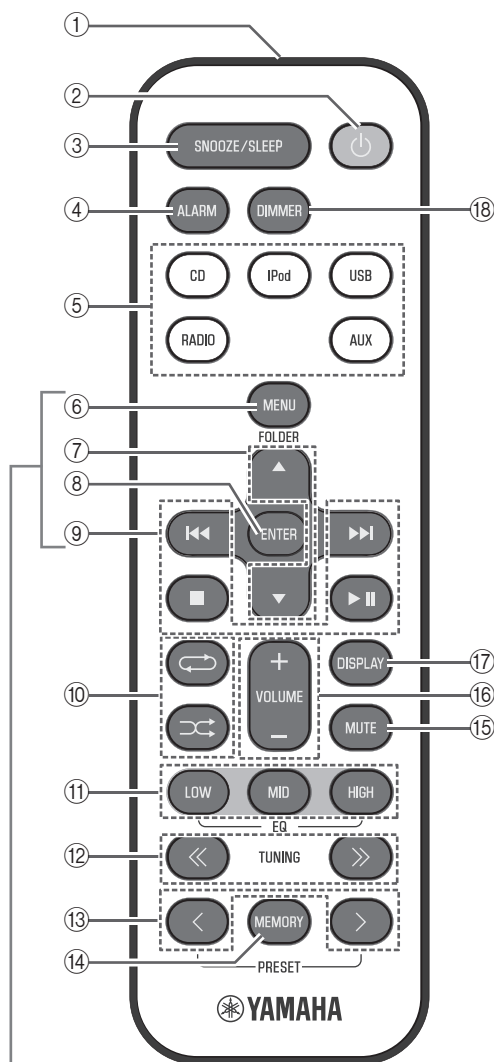 ①
②
③ SNOOZE/SLEEP
④ ALARM DIMMER ⑱
CD iPod USB
⑤
RADIO AUX
⑥ MENU
FOLDER
⑦
⑧
⑨ ENTER
DISPLAY ⑰
⑩ + VOLUME − ⑯
MUTE ⑮
⑪ LOW MID HIGH
EQ
⑫ TUNING
⑬ MEMORY
⑭ PRESET
YAMAHA